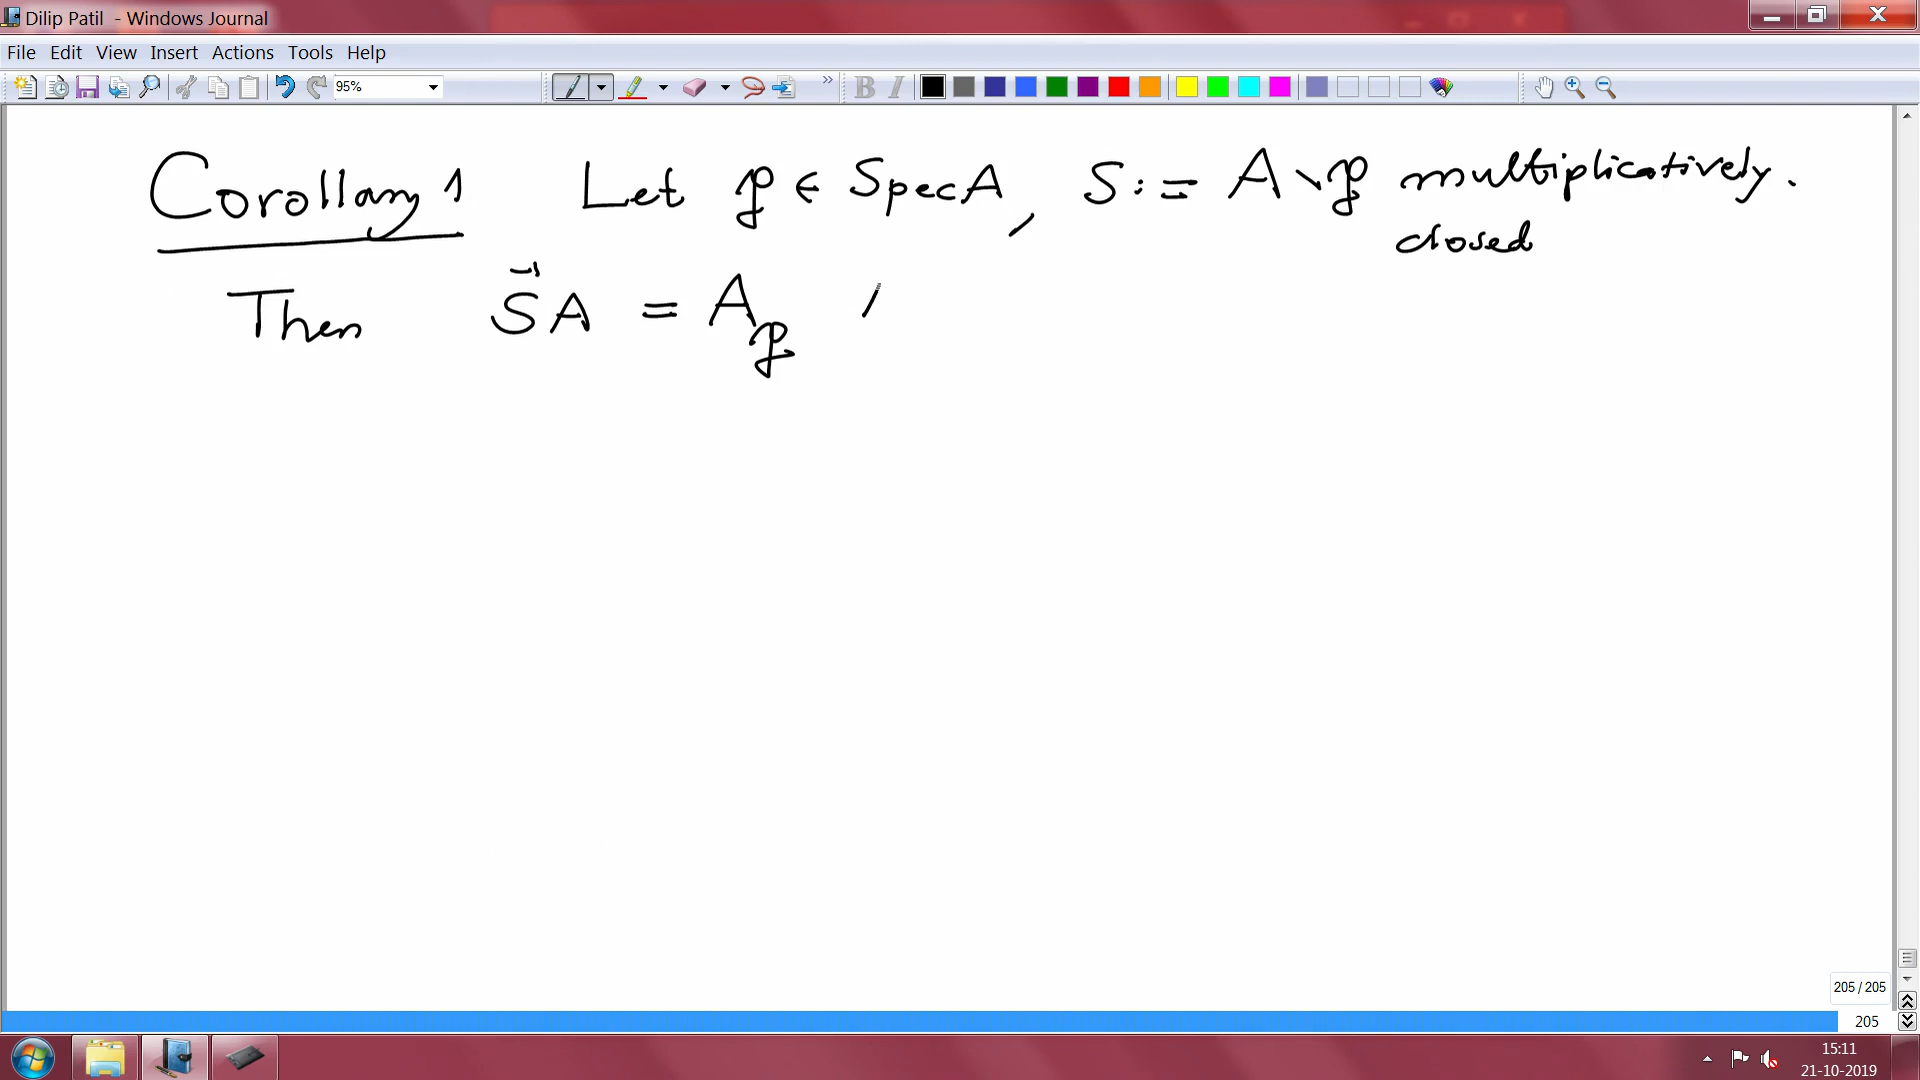 Dilip Patil - Windows Journal
File Edit View Insert Actions Tools Help
95%
Corollary 1 Let 𝔭 ∈ Spec A, S := A∖𝔭 multiplicatively.
closed
Then S⁻¹A = A_𝔭
205 / 205
205
15:11
21-10-2019